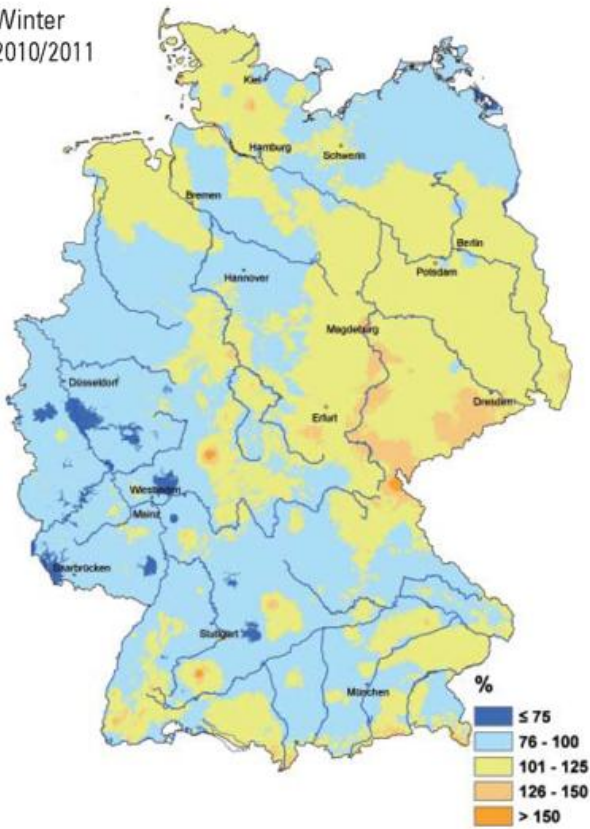 Winter
2010/2011
Kiel
Hamburg
Schwerin
Bremen
Berlin
Potsdam
Hannover
Magdeburg
Düsseldorf
Dresden
Erfurt
Wiesbaden
Mainz
Saarbrücken
Stuttgart
München
%
≤ 75
76 - 100
101 - 125
126 - 150
> 150